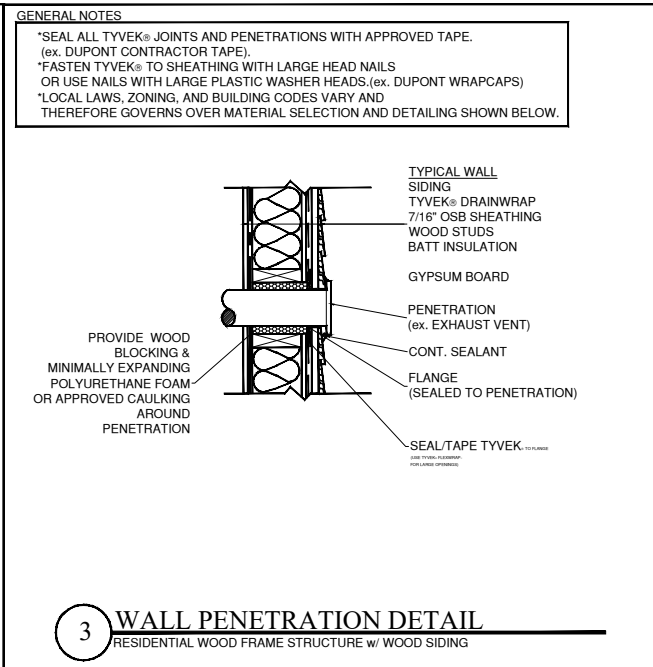 GENERAL NOTES
*SEAL ALL TYVEK® JOINTS AND PENETRATIONS WITH APPROVED TAPE.
(ex. DUPONT CONTRACTOR TAPE).
*FASTEN TYVEK® TO SHEATHING WITH LARGE HEAD NAILS
OR USE NAILS WITH LARGE PLASTIC WASHER HEADS.(ex. DUPONT WRAPCAPS)
*LOCAL LAWS, ZONING, AND BUILDING CODES VARY AND
THEREFORE GOVERNS OVER MATERIAL SELECTION AND DETAILING SHOWN BELOW.
TYPICAL WALL
SIDING
TYVEK® DRAINWRAP
7/16" OSB SHEATHING
WOOD STUDS
BATT INSULATION
GYPSUM BOARD
PENETRATION
(ex. EXHAUST VENT)
CONT. SEALANT
FLANGE
(SEALED TO PENETRATION)
SEAL/TAPE TYVEK® TO FLANGE
(USE TYVEK® FLEXWRAP
FOR LARGE OPENINGS)
PROVIDE WOOD
BLOCKING &
MINIMALLY EXPANDING
POLYURETHANE FOAM
OR APPROVED CAULKING
AROUND
PENETRATION
3 WALL PENETRATION DETAIL
RESIDENTIAL WOOD FRAME STRUCTURE w/ WOOD SIDING